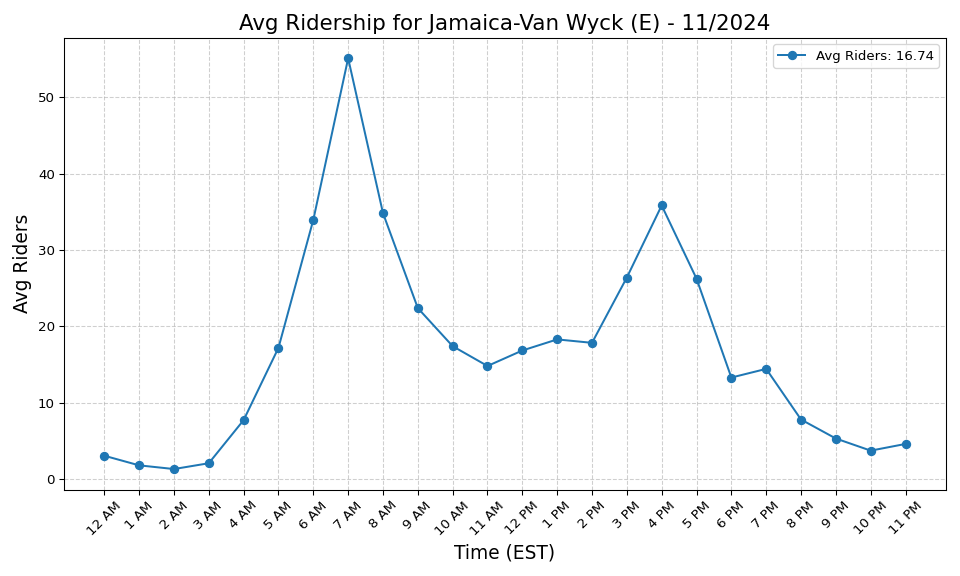 Avg Ridership for Jamaica-Van Wyck (E) - 11/2024
Avg Riders: 16.74
Avg Riders
50
40
30
20
10
0
12 AM
1 AM
2 AM
3 AM
4 AM
5 AM
6 AM
7 AM
8 AM
9 AM
10 AM
11 AM
12 PM
1 PM
2 PM
3 PM
4 PM
5 PM
6 PM
7 PM
8 PM
9 PM
10 PM
11 PM
Time (EST)